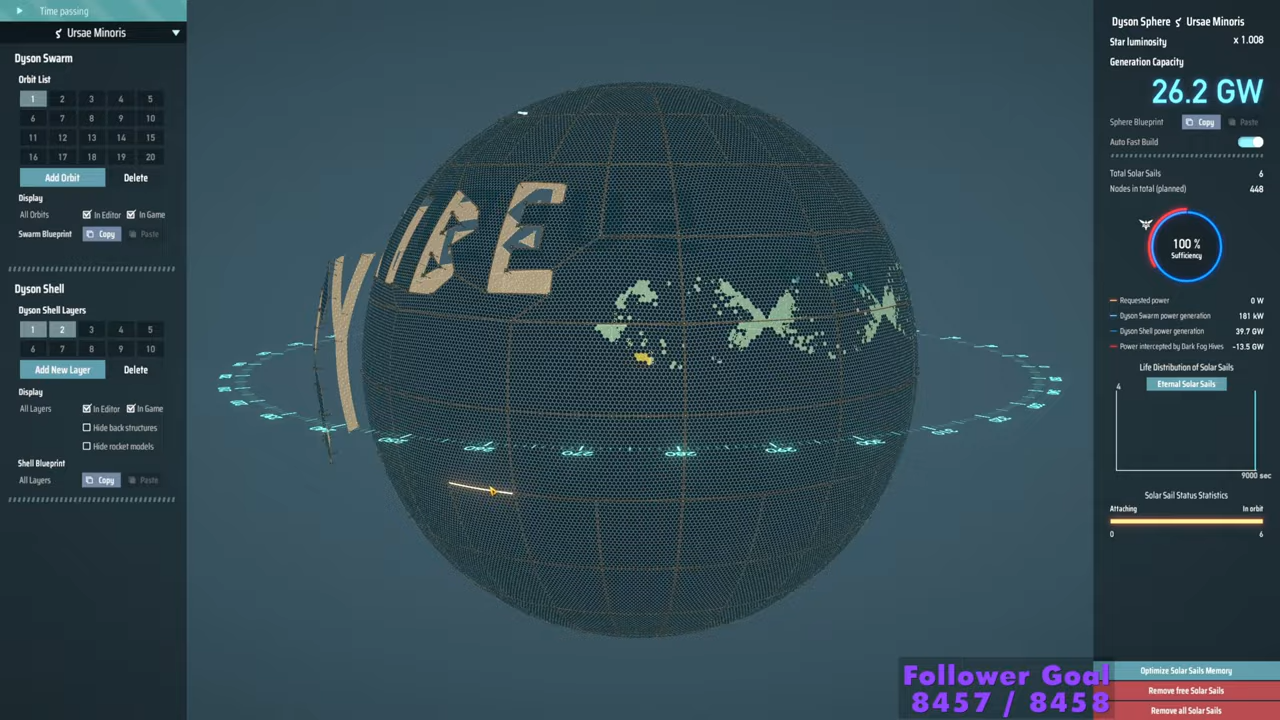 Time passing
Ursae Minoris
Dyson Swarm
Orbit List
1 2 3 4 5
6 7 8 9 10
11 12 13 14 15
16 17 18 19 20
Add Orbit Delete
Display
All Orbits In Editor In Game
Swarm Blueprint Copy Paste
Dyson Shell
Dyson Shell Layers
1 2 3 4 5
6 7 8 9 10
Add New Layer Delete
Display
All Layers In Editor In Game
Hide back structures
Hide rocket models
Shell Blueprint
All Layers Copy Paste
Dyson Sphere Ursae Minoris
Star luminosity x 1.008
Generation Capacity
26.2 GW
Sphere Blueprint Copy Paste
Auto Fast Build
Total Solar Sails 6
Nodes in total (planned) 448
100 %
Sufficiency
Requested power 0 W
Dyson Swarm power generation 181 kW
Dyson Shell power generation 39.7 GW
Power intercepted by Dark Fog Hives -13.5 GW
Life Distribution of Solar Sails
Eternal Solar Sails
4
9000 sec
Solar Sail Status Statistics
Attaching In orbit
0 6
Optimize Solar Sails Memory
Remove free Solar Sails
Remove all Solar Sails
Follower Goal
8457 / 8458